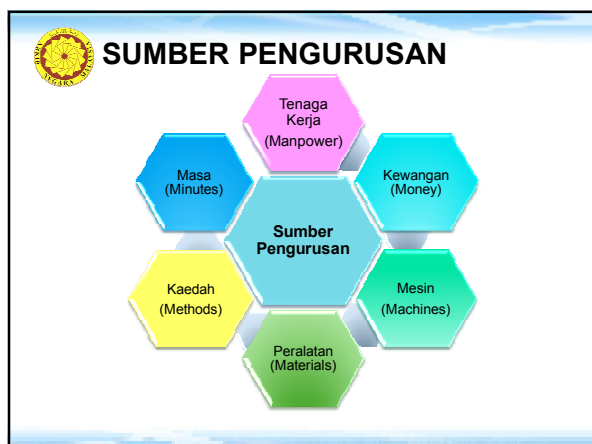 SUMBER PENGURUSAN
Tenaga
Kerja
(Manpower)
Kewangan
(Money)
Mesin
(Machines)
Peralatan
(Materials)
Kaedah
(Methods)
Masa
(Minutes)
Sumber
Pengurusan